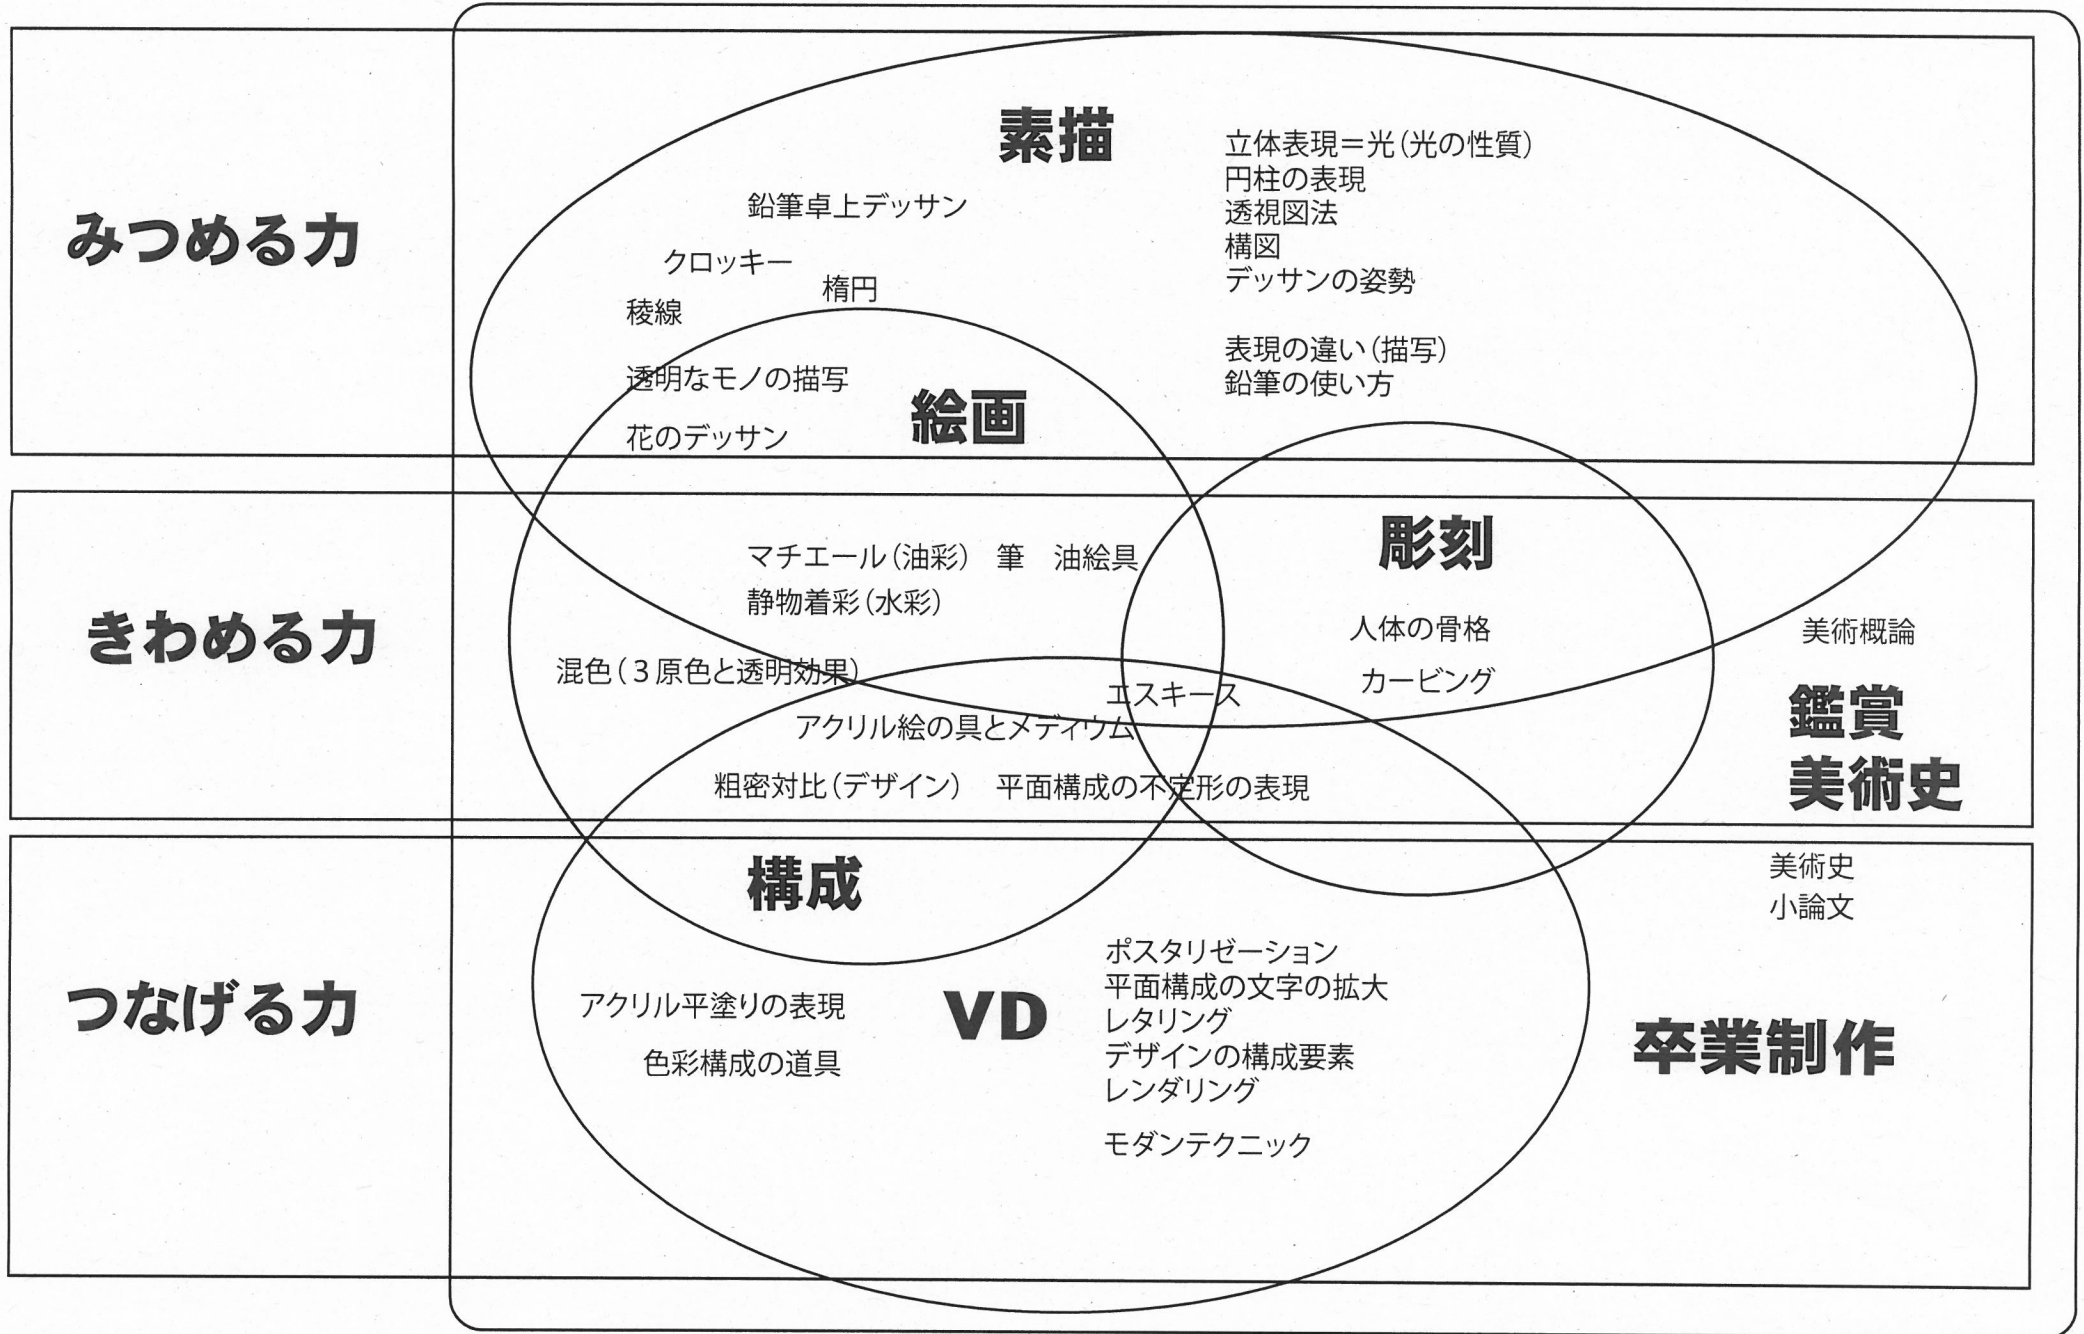 素描
立体表現＝光（光の性質）
円柱の表現
透視図法
構図
デッサンの姿勢
表現の違い（描写）
鉛筆の使い方
みつめる力
鉛筆卓上デッサン
クロッキー
楕円
稜線
透明なモノの描写
絵画
花のデッサン
きわめる力
マチエール（油彩）　筆　油絵具
静物着彩（水彩）
混色（３原色と透明効果）
彫刻
人体の骨格
カービング
エスキース
アクリル絵の具とメディウム
粗密対比（デザイン）　平面構成の不定形の表現
美術概論
鑑賞
美術史
つなげる力
構成
アクリル平塗りの表現
色彩構成の道具
VD
ポスタリゼーション
平面構成の文字の拡大
レタリング
デザインの構成要素
レンダリング
モダンテクニック
美術史
小論文
卒業制作